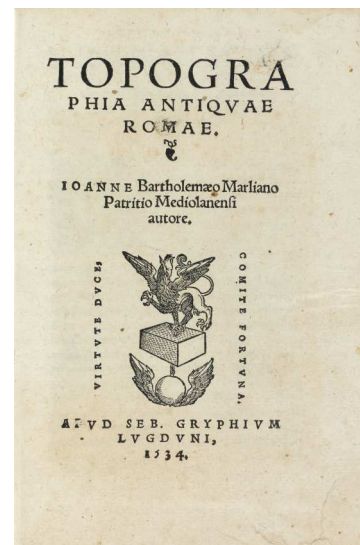 TOPOGRA
PHIA ANTIQVAE
ROMAE.
IOANNE Bartholemæo Marliano
Patritio Mediolanensi
autore.
VIRTVTE DVCE,
COMITE FORTVNA.
APVD SEB. GRYPHIVM
LVGDVNI,
1534.